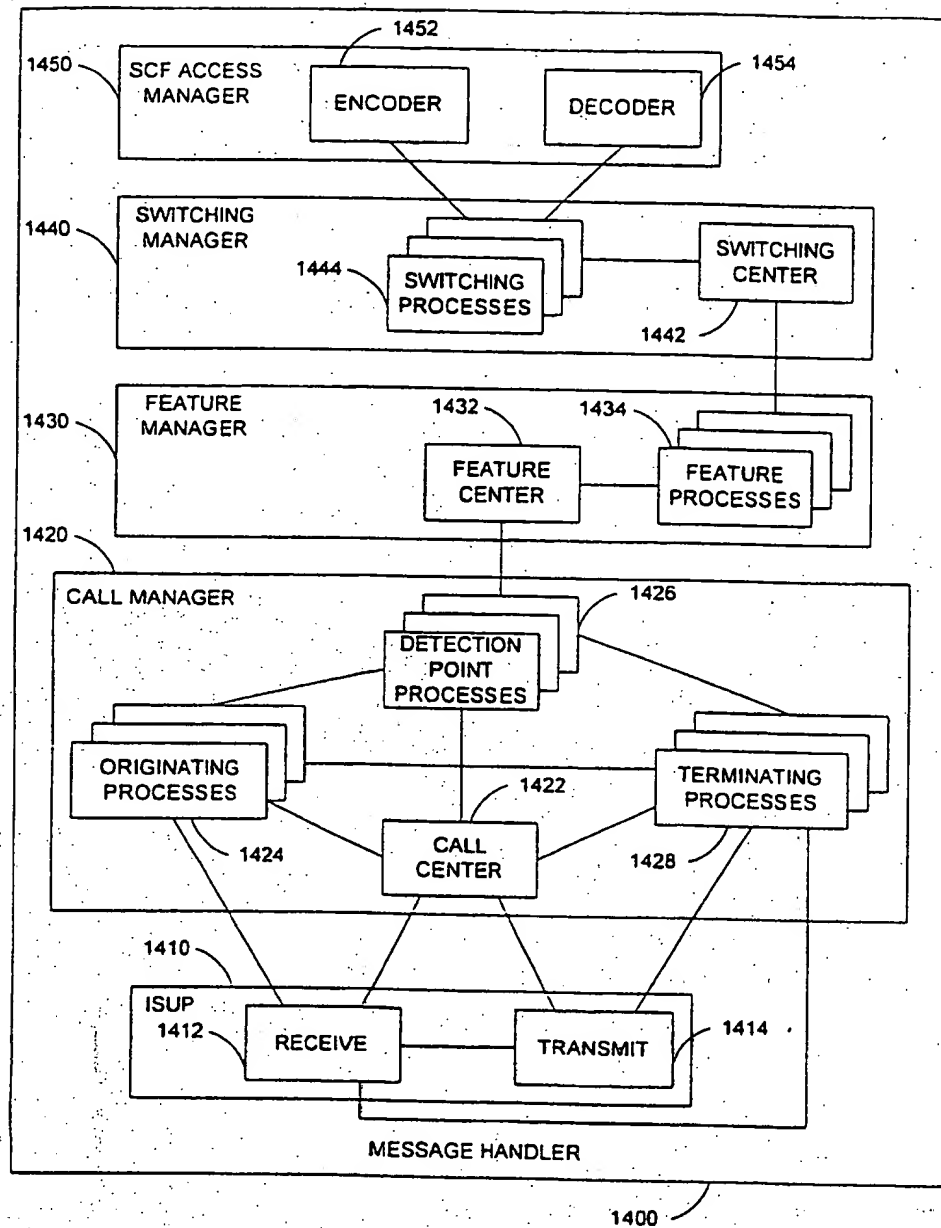 1452
1450
SCF ACCESS
MANAGER
ENCODER
DECODER
1454
1440
SWITCHING
MANAGER
1444
SWITCHING
PROCESSES
SWITCHING
CENTER
1442
1430
FEATURE
MANAGER
1432
1434
FEATURE
CENTER
FEATURE
PROCESSES
1420
CALL MANAGER
1426
DETECTION
POINT
PROCESSES
ORIGINATING
PROCESSES
1424
1422
CALL
CENTER
TERMINATING
PROCESSES
1428
1410
ISUP
1412
RECEIVE
TRANSMIT
1414
MESSAGE HANDLER
1400